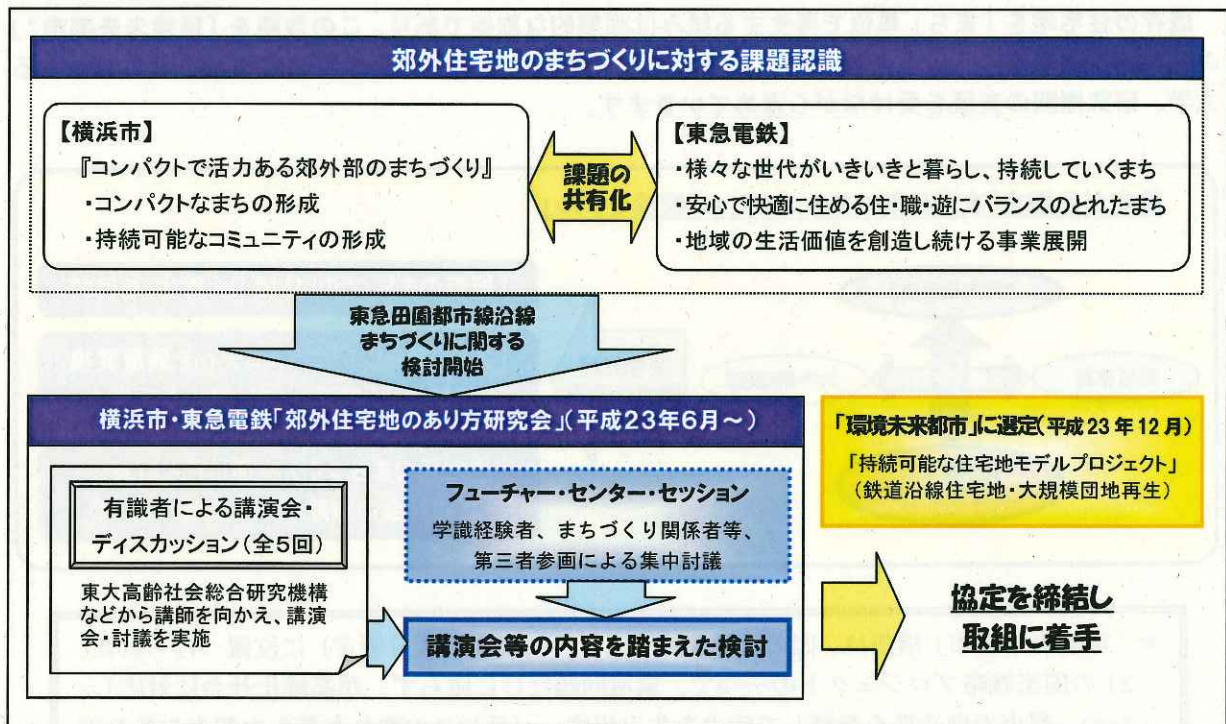 郊外住宅地のまちづくりに対する課題認識
【横浜市】
『コンパクトで活力ある郊外部のまちづくり』
・コンパクトなまちの形成
・持続可能なコミュニティの形成
課題の
共有化
【東急電鉄】
・様々な世代がいきいきと暮らし、持続していくまち
・安心で快適に住める住・職・遊にバランスのとれたまち
・地域の生活価値を創造し続ける事業展開
東急田園都市線沿線
まちづくりに関する
検討開始
横浜市・東急電鉄「郊外住宅地のあり方研究会」(平成23年6月~)
有識者による講演会・
ディスカッション(全5回)
東大高齢社会総合研究機構
などから講師を向かえ、講演
会・討議を実施
フューチャー・センター・セッション
学識経験者、まちづくり関係者等、
第三者参画による集中討議
講演会等の内容を踏まえた検討
「環境未来都市」に選定(平成23年12月)
「持続可能な住宅地モデルプロジェクト」
(鉄道沿線住宅地・大規模団地再生)
協定を締結し
取組に着手